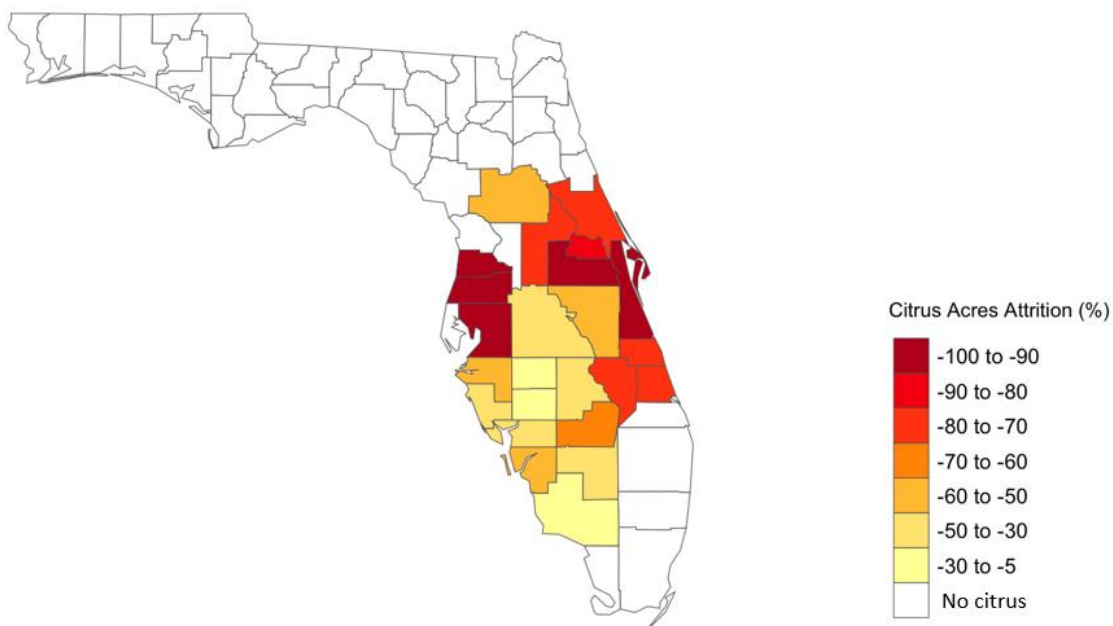 Citrus Acres Attrition (%)
-100 to -90
-90 to -80
-80 to -70
-70 to -60
-60 to -50
-50 to -30
-30 to -5
No citrus